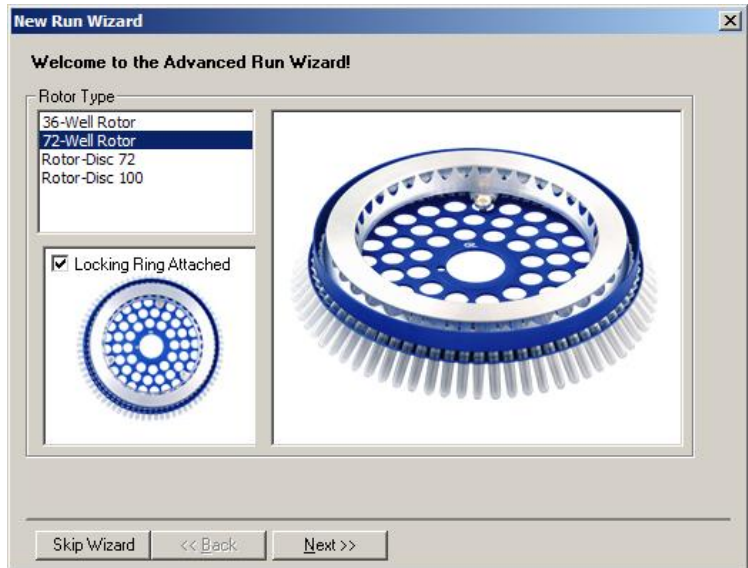 New Run Wizard
Welcome to the Advanced Run Wizard!
Rotor Type
36-Well Rotor
72-Well Rotor
Rotor-Disc 72
Rotor-Disc 100
Locking Ring Attached
Skip Wizard
<< Back
Next >>